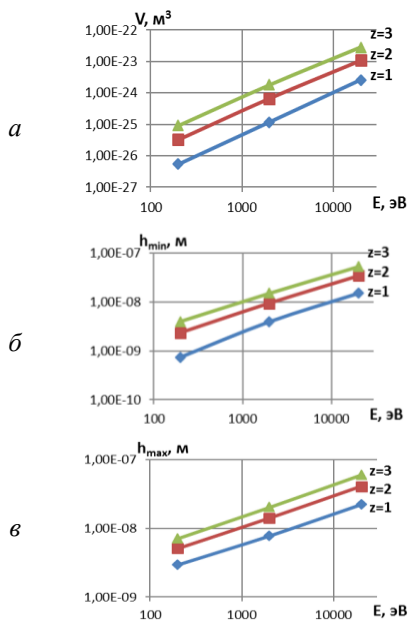 V, м³
1,00E-22
1,00E-23
1,00E-24
1,00E-25
1,00E-26
1,00E-27
z=3
z=2
z=1
100 1000 10000 E, эВ
а
hmin, м
1,00E-07
1,00E-08
1,00E-09
1,00E-10
z=3
z=2
z=1
100 1000 10000 E, эВ
б
hmax, м
1,00E-07
1,00E-08
1,00E-09
z=3
z=2
z=1
100 1000 10000 E, эВ
в